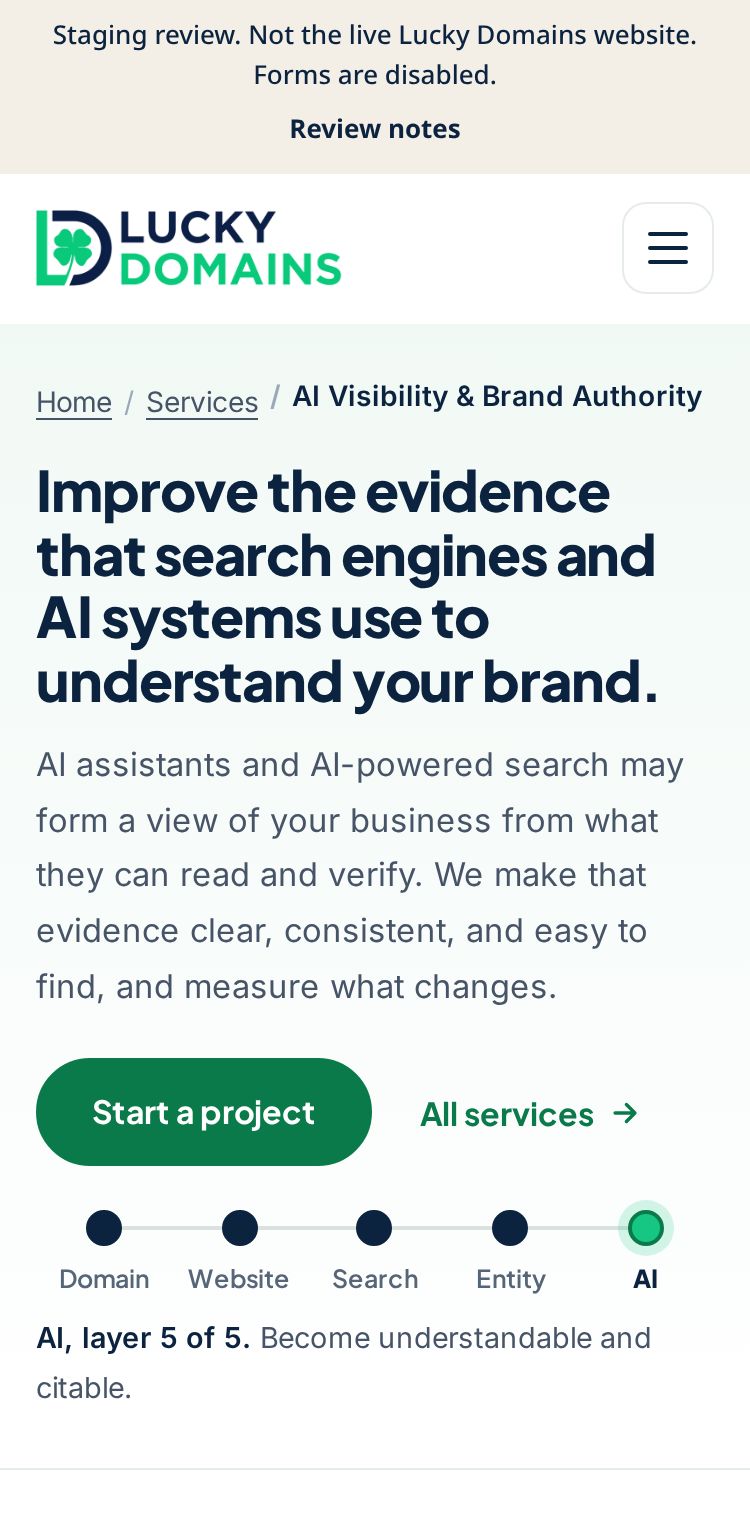 Staging review. Not the live Lucky Domains website.
Forms are disabled.
Review notes
LUCKY
DOMAINS
Home / Services / AI Visibility & Brand Authority
Improve the evidence
that search engines and
AI systems use to
understand your brand.
AI assistants and AI-powered search may
form a view of your business from what
they can read and verify. We make that
evidence clear, consistent, and easy to
find, and measure what changes.
Start a project
All services →
Domain Website Search Entity AI
AI, layer 5 of 5. Become understandable and
citable.